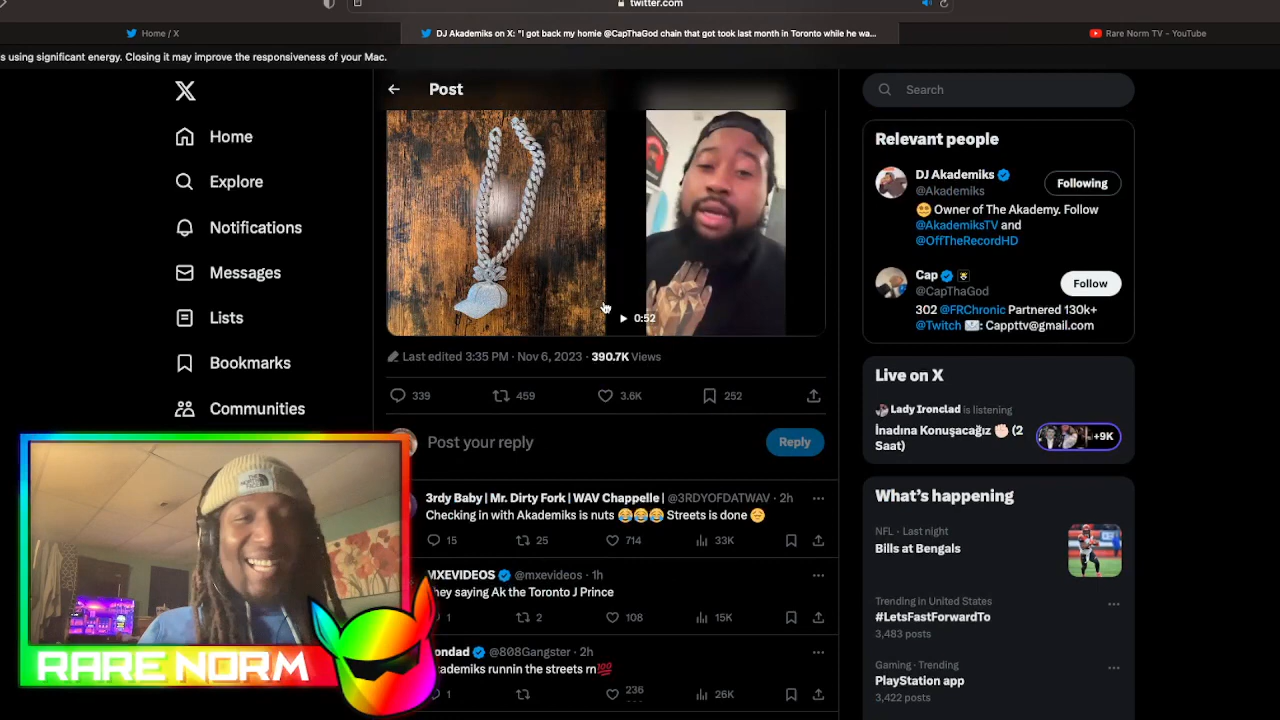 twitter.com
Home / X
DJ Akademiks on X: "I got back my homie @CapThaGod chain that got took last month in Toronto while he wa...
Rare Norm TV - YouTube
s using significant energy. Closing it may improve the responsiveness of your Mac.
Home
Explore
Notifications
Messages
Lists
Bookmarks
Communities
Post
0:52
Last edited 3:35 PM · Nov 6, 2023 · 390.7K Views
339 459 3.6K 252
Post your reply
Reply
3rdy Baby | Mr. Dirty Fork | WAV Chappelle | @3RDYOFDATWAV · 2h
Checking in with Akademiks is nuts 😂😂😂 Streets is done 😔
15 25 714 33K
MXEVIDEOS @mxevideos · 1h
hey saying Ak the Toronto J Prince
1 2 108 15K
ondad @808Gangster · 2h
kademiks runnin the streets rn💯
1 236 26K
Search
Relevant people
DJ Akademiks
@Akademiks
Following
😍 Owner of The Akademy. Follow
@AkademiksTV and
@OffTheRecordHD
Cap
@CapThaGod
Follow
302 @FRChronic Partnered 130k+
@Twitch 📧: Cappttv@gmail.com
Live on X
Lady Ironclad is listening
İnadına Konuşacağız ✊🏻 (2
Saat)
+9K
What's happening
NFL · Last night
Bills at Bengals
Trending in United States
#LetsFastForwardTo
3,483 posts
Gaming · Trending
PlayStation app
3,422 posts
RARE NORM